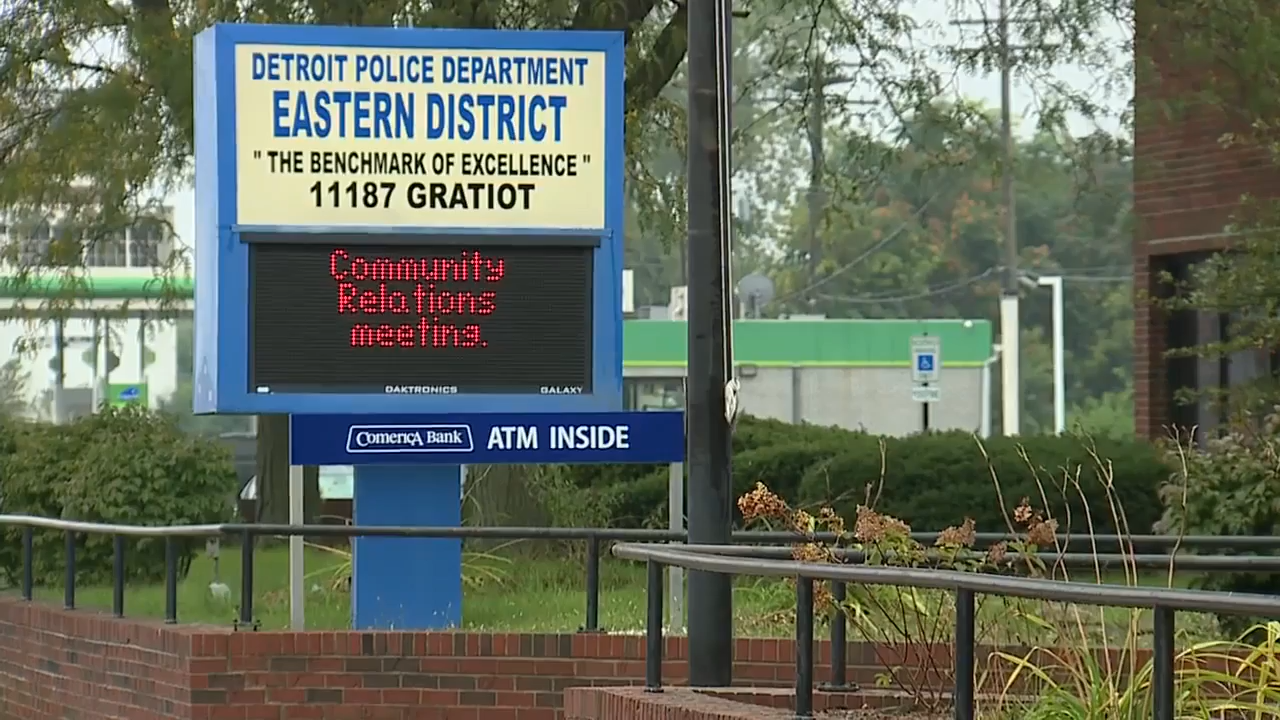 DETROIT POLICE DEPARTMENT
EASTERN DISTRICT
" THE BENCHMARK OF EXCELLENCE "
11187 GRATIOT
Community
Relations
meeting.
DAKTRONICS GALAXY
Comerica Bank ATM INSIDE